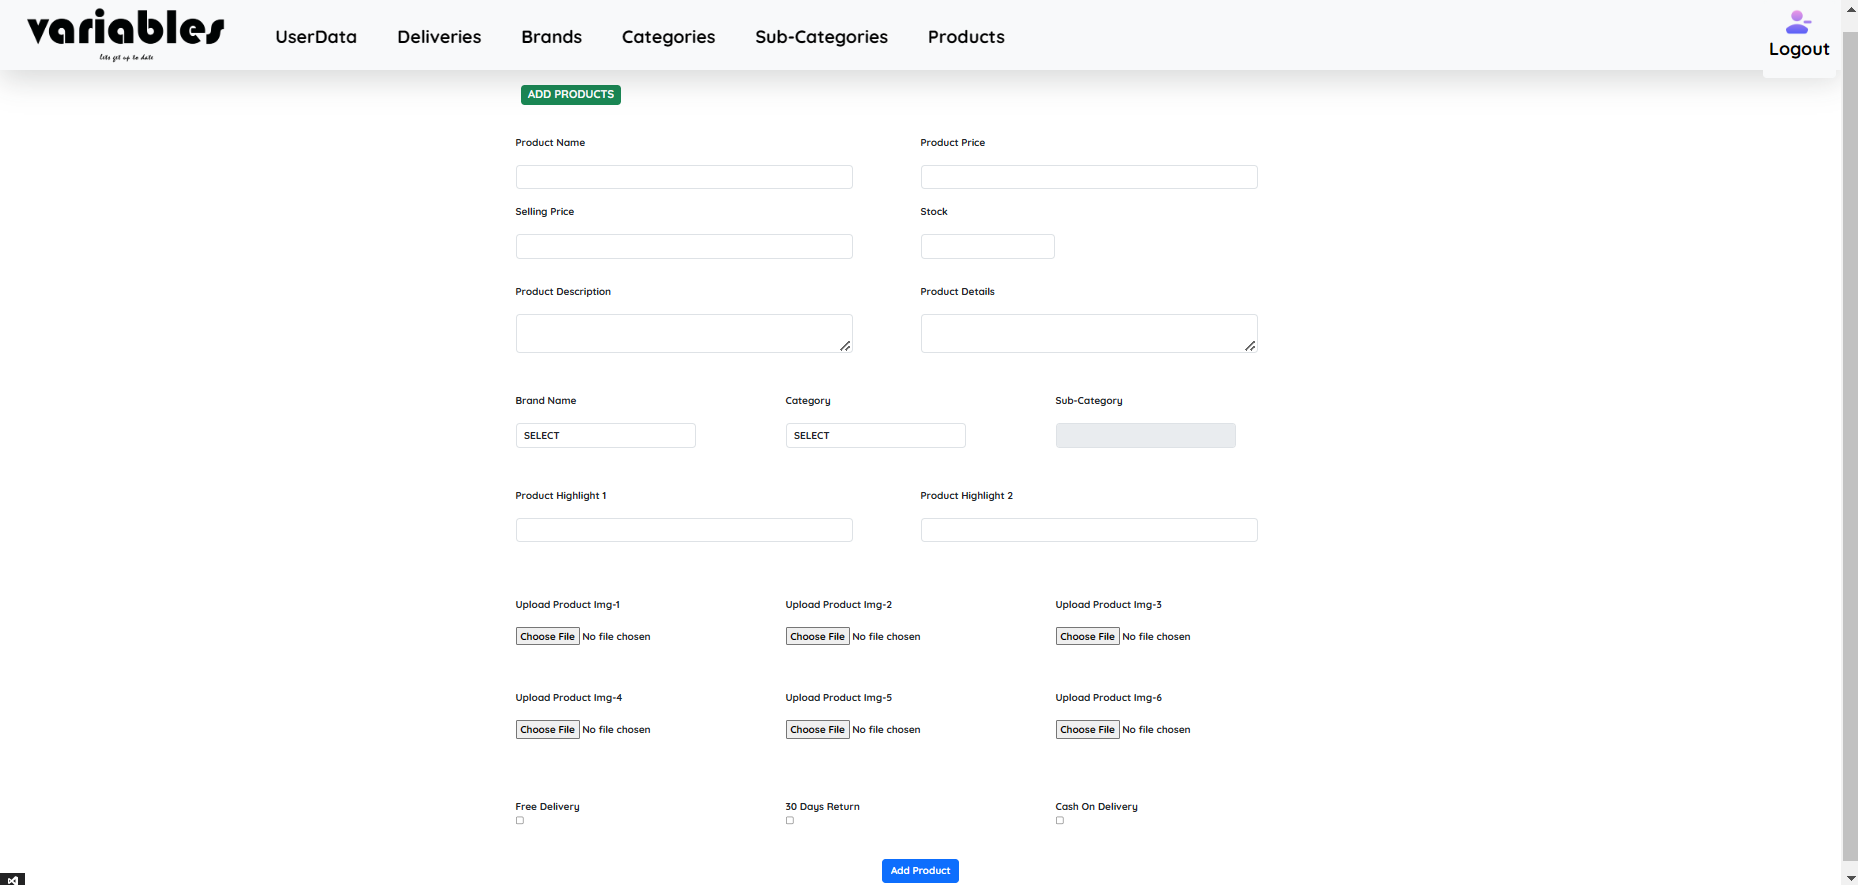 variables
lets get up to date
UserData Deliveries Brands Categories Sub-Categories Products
Logout
ADD PRODUCTS
Product Name Product Price
Selling Price Stock
Product Description Product Details
Brand Name Category Sub-Category
SELECT SELECT
Product Highlight 1 Product Highlight 2
Upload Product Img-1 Upload Product Img-2 Upload Product Img-3
Choose File No file chosen Choose File No file chosen Choose File No file chosen
Upload Product Img-4 Upload Product Img-5 Upload Product Img-6
Choose File No file chosen Choose File No file chosen Choose File No file chosen
Free Delivery 30 Days Return Cash On Delivery
Add Product